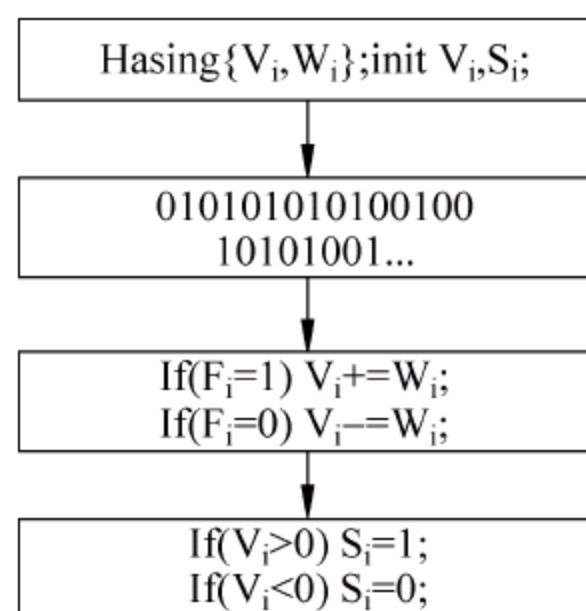 Hasing{Vᵢ,Wᵢ};init Vᵢ,Sᵢ;
010101010100100
10101001...
If(Fᵢ=1) Vᵢ+=Wᵢ;
If(Fᵢ=0) Vᵢ−=Wᵢ;
If(Vᵢ>0) Sᵢ=1;
If(Vᵢ<0) Sᵢ=0;